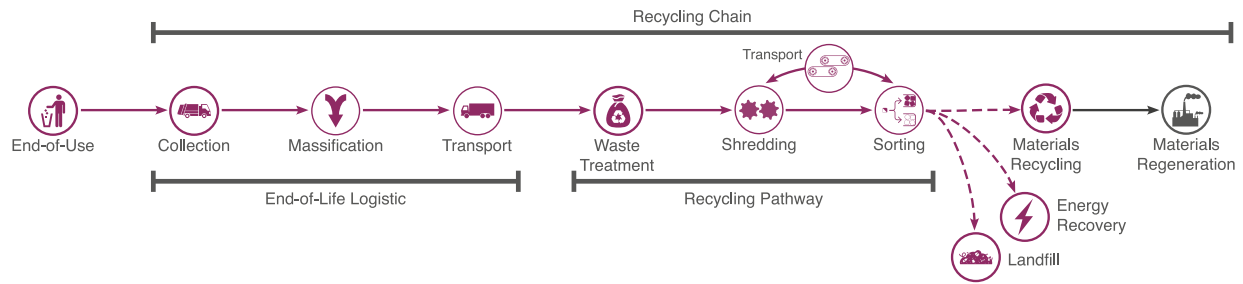 Recycling Chain
Transport
End-of-Use
Collection
Massification
Transport
Waste
Treatment
Shredding
Sorting
Materials
Recycling
Materials
Regeneration
End-of-Life Logistic
Recycling Pathway
Energy
Recovery
Landfill